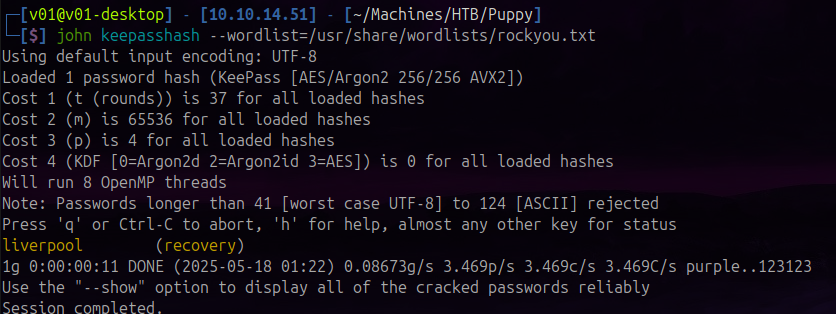 ┌─[v01@v01-desktop] - [10.10.14.51] - [~/Machines/HTB/Puppy]
└─[$] john keepasshash --wordlist=/usr/share/wordlists/rockyou.txt
Using default input encoding: UTF-8
Loaded 1 password hash (KeePass [AES/Argon2 256/256 AVX2])
Cost 1 (t (rounds)) is 37 for all loaded hashes
Cost 2 (m) is 65536 for all loaded hashes
Cost 3 (p) is 4 for all loaded hashes
Cost 4 (KDF [0=Argon2d 2=Argon2id 3=AES]) is 0 for all loaded hashes
Will run 8 OpenMP threads
Note: Passwords longer than 41 [worst case UTF-8] to 124 [ASCII] rejected
Press 'q' or Ctrl-C to abort, 'h' for help, almost any other key for status
liverpool        (recovery)
1g 0:00:00:11 DONE (2025-05-18 01:22) 0.08673g/s 3.469p/s 3.469c/s 3.469C/s purple..123123
Use the "--show" option to display all of the cracked passwords reliably
Session completed.